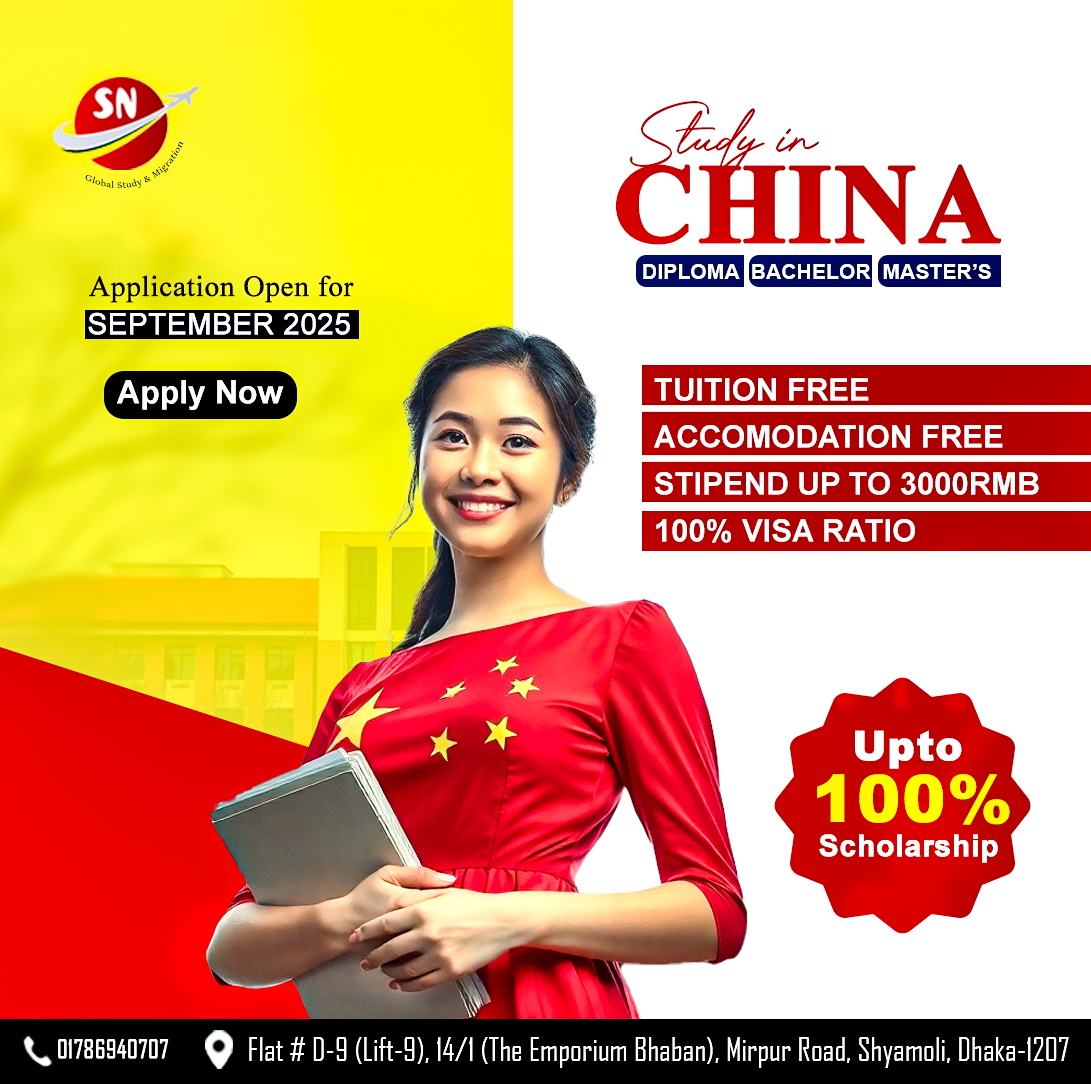 SN
Global Study & Migration
Application Open for
SEPTEMBER 2025
Apply Now
Study in
CHINA
DIPLOMA BACHELOR MASTER'S
TUITION FREE
ACCOMODATION FREE
STIPEND UP TO 3000RMB
100% VISA RATIO
Upto
100%
Scholarship
01786940707 Flat # D-9 (Lift-9), 14/1 (The Emporium Bhaban), Mirpur Road, Shyamoli, Dhaka-1207